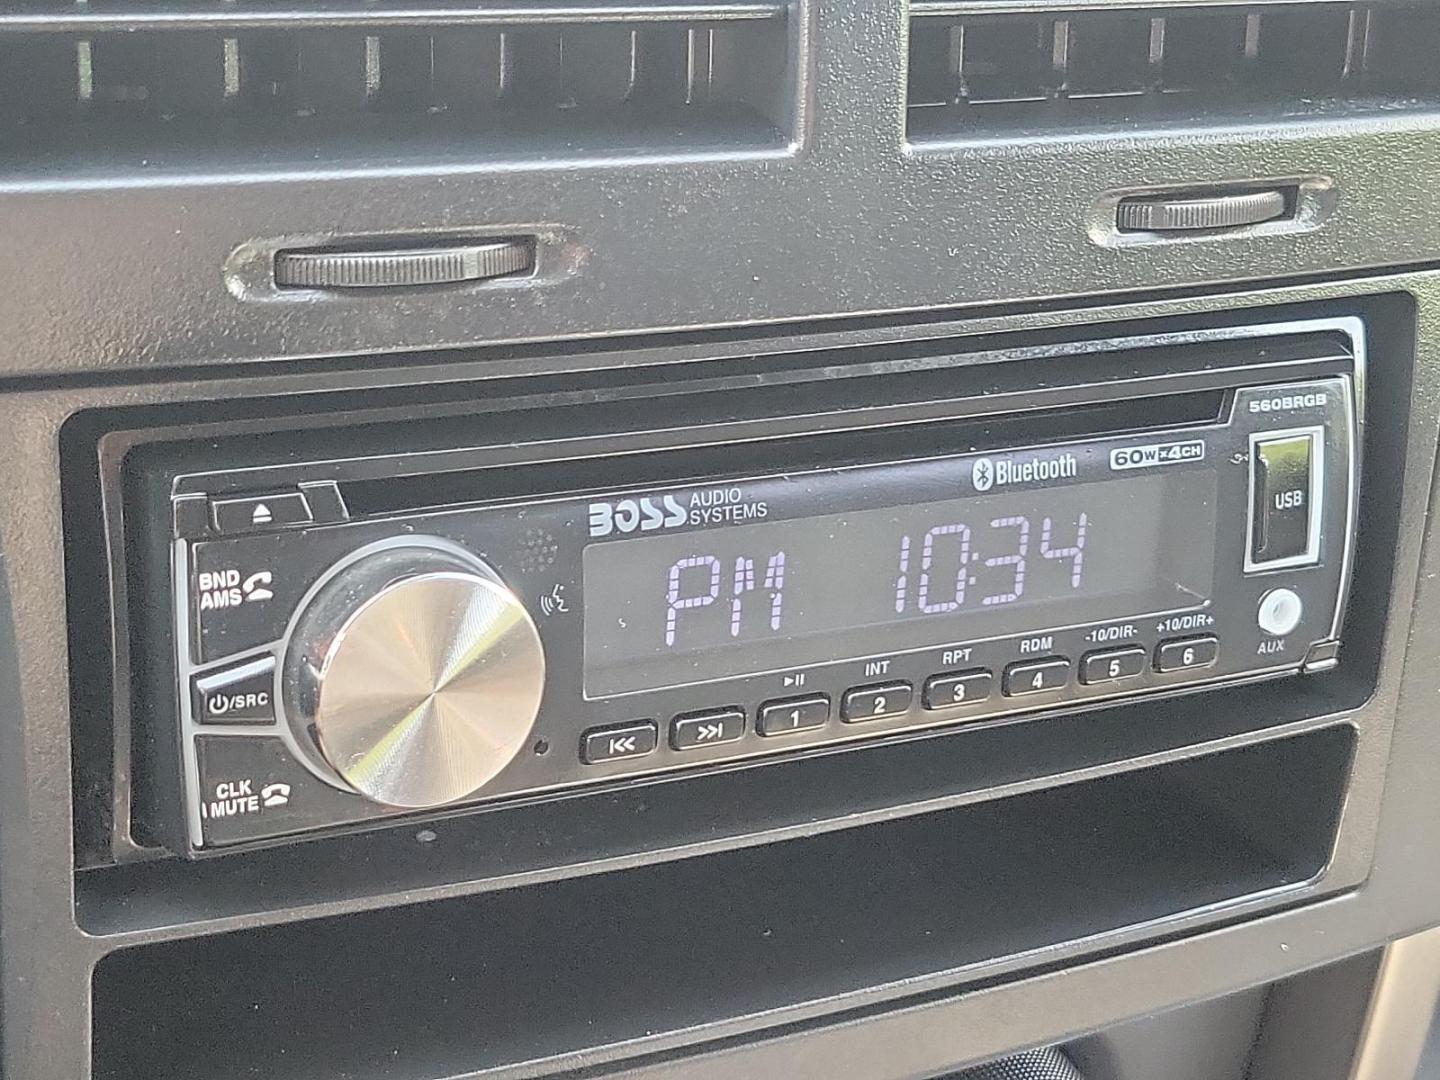 560BRGB
Bluetooth 60W×4CH
BOSS AUDIO SYSTEMS
USB
BND
AMS
PM 10:34
AUX
-10/DIR- +10/DIR+
INT RPT RDM
1 2 3 4 5 6
⏻/SRC
CLK
MUTE